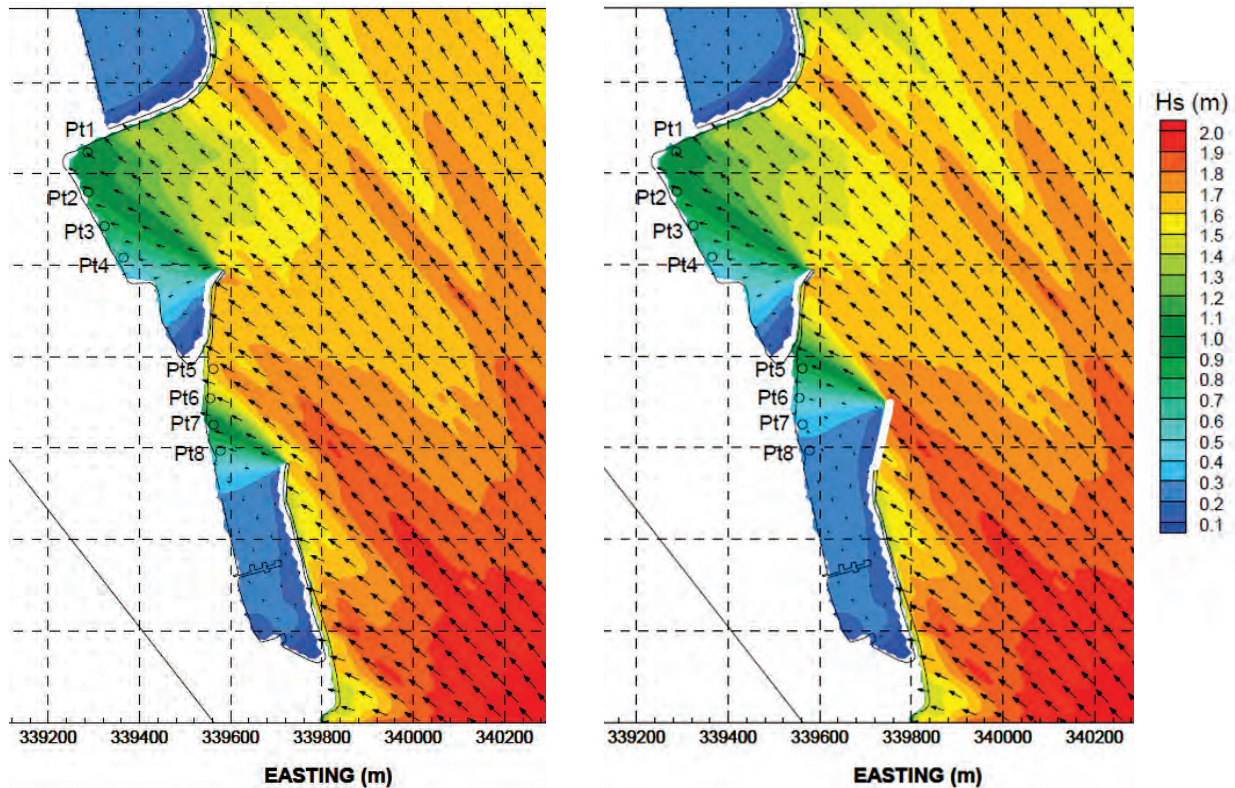 Pt1
Pt2
Pt3
Pt4
Pt5
Pt6
Pt7
Pt8
339200 339400 339600 339800 340000 340200
EASTING (m)
Pt1
Pt2
Pt3
Pt4
Pt5
Pt6
Pt7
Pt8
339200 339400 339600 339800 340000 340200
EASTING (m)
Hs (m)
2.0
1.9
1.8
1.7
1.6
1.5
1.4
1.3
1.2
1.1
1.0
0.9
0.8
0.7
0.6
0.5
0.4
0.3
0.2
0.1